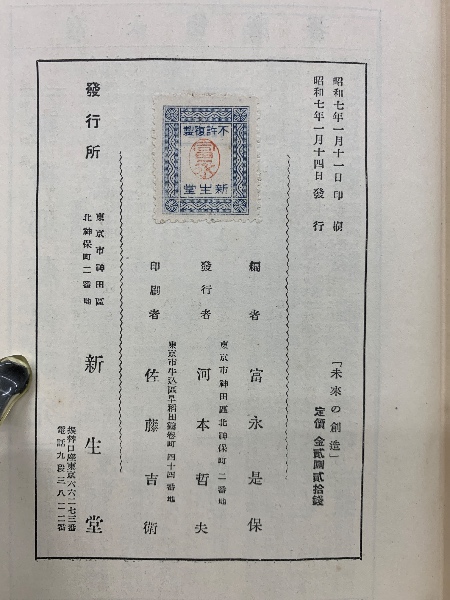 昭和七年一月十一日印刷
昭和七年一月十四日發行
「未來の創造」
定價 金貳圓貳拾錢
不許複製
富永
新生堂
編者 富永是保
東京市神田區北神保町二番地
發行者 河本哲夫
東京市牛込區早稻田鶴卷町四十四番地
印刷者 佐藤吉衛
發行所
東京市神田區
北神保町二番地
新生堂
振替口座東京六六二七三番
電話九段三八一二番